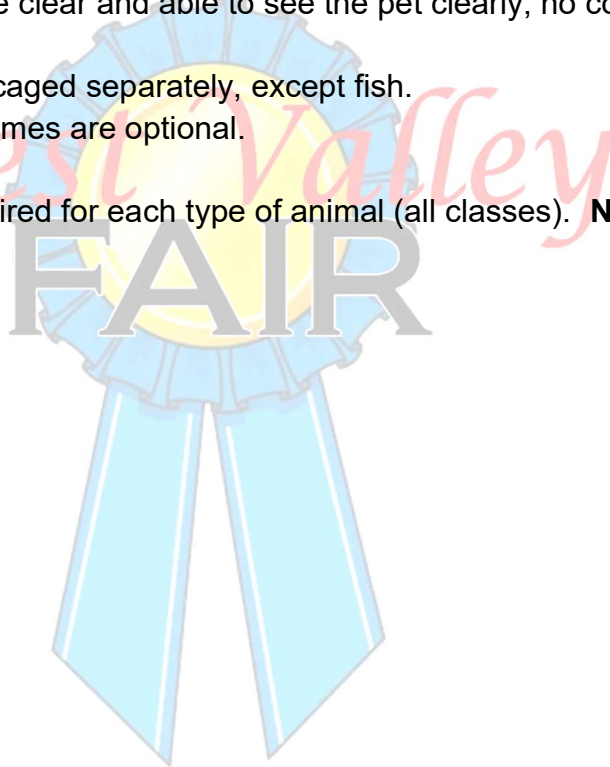 e clear and able to see the pet clearly, no co
caged separately, except fish.
mes are optional.
est Valley
ired for each type of animal (all classes). N
FAIR